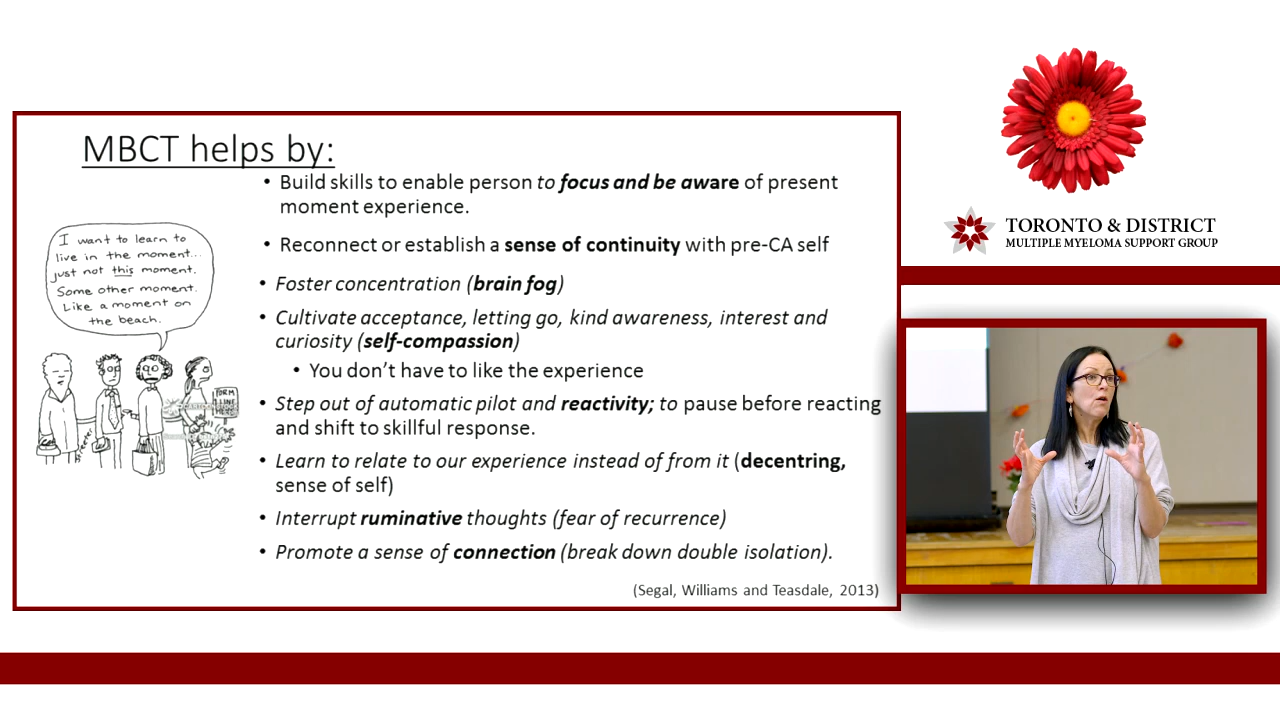 MBCT helps by:
• Build skills to enable person to focus and be aware of present
moment experience.
• Reconnect or establish a sense of continuity with pre-CA self
• Foster concentration (brain fog)
• Cultivate acceptance, letting go, kind awareness, interest and
curiosity (self-compassion)
• You don't have to like the experience
• Step out of automatic pilot and reactivity; to pause before reacting
and shift to skillful response.
• Learn to relate to our experience instead of from it (decentring,
sense of self)
• Interrupt ruminative thoughts (fear of recurrence)
• Promote a sense of connection (break down double isolation).
(Segal, Williams and Teasdale, 2013)
I want to learn to
live in the moment...
just not this moment.
Some other moment.
Like a moment on
the beach.
FORM
LINE
HERE
TORONTO & DISTRICT
MULTIPLE MYELOMA SUPPORT GROUP